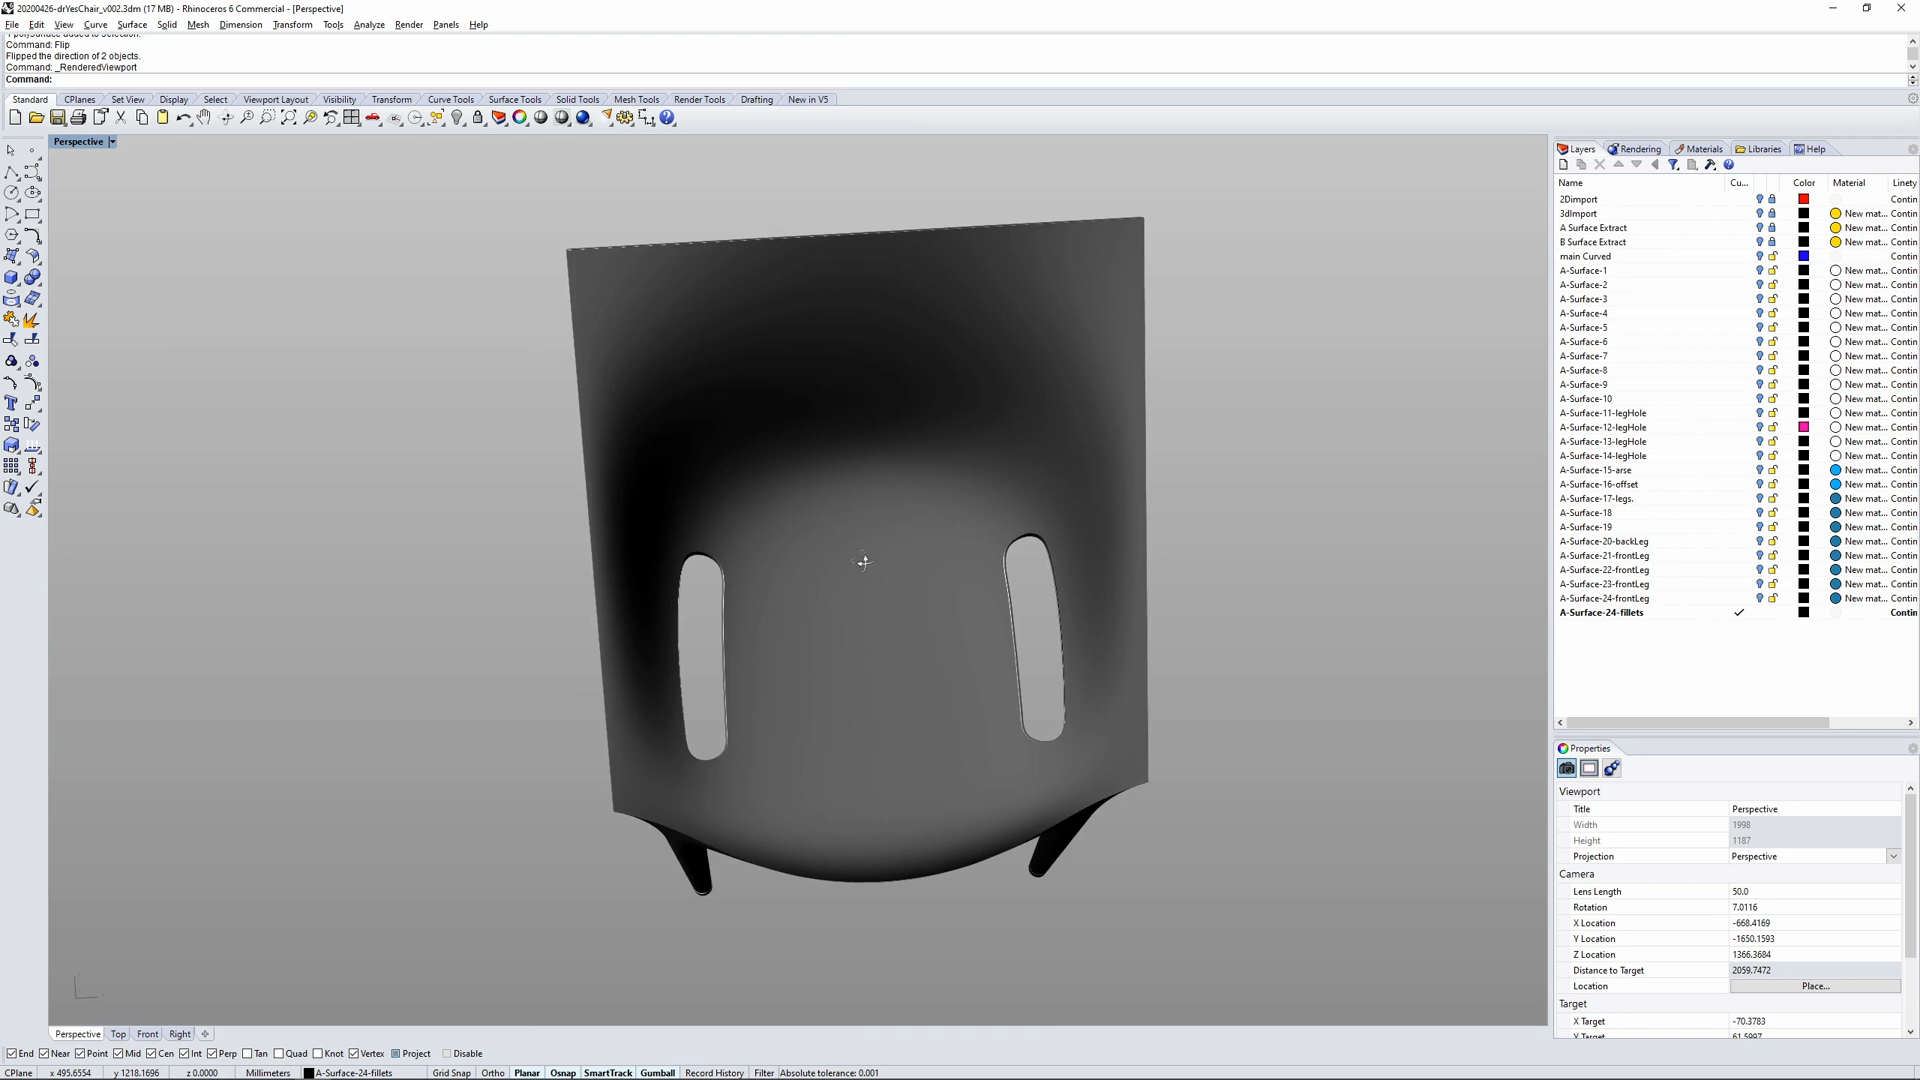 20200426-drYesChair_v002.3dm (17 MB) - Rhinoceros 6 Commercial - [Perspective]
File Edit View Curve Surface Solid Mesh Dimension Transform Tools Analyze Render Panels Help
Command: Flip
Flipped the direction of 2 objects.
Command: _RenderedViewport
Command:
Standard CPlanes Set View Display Select Viewport Layout Visibility Transform Curve Tools Surface Tools Solid Tools Mesh Tools Render Tools Drafting New in V5
Perspective
Layers Rendering Materials Libraries Help
Name Cu... Color Material Linety
2Dimport Contin
3dImport New mat... Contin
A Surface Extract New mat... Contin
B Surface Extract New mat... Contin
main Curved Contin
A-Surface-1 New mat... Contin
A-Surface-2 New mat... Contin
A-Surface-3 New mat... Contin
A-Surface-4 New mat... Contin
A-Surface-5 New mat... Contin
A-Surface-6 New mat... Contin
A-Surface-7 New mat... Contin
A-Surface-8 New mat... Contin
A-Surface-9 New mat... Contin
A-Surface-10 New mat... Contin
A-Surface-11-legHole New mat... Contin
A-Surface-12-legHole New mat... Contin
A-Surface-13-legHole New mat... Contin
A-Surface-14-legHole New mat... Contin
A-Surface-15-arse New mat... Contin
A-Surface-16-offset New mat... Contin
A-Surface-17-legs. New mat... Contin
A-Surface-18 New mat... Contin
A-Surface-19 New mat... Contin
A-Surface-20-backLeg New mat... Contin
A-Surface-21-frontLeg New mat... Contin
A-Surface-22-frontLeg New mat... Contin
A-Surface-23-frontLeg New mat... Contin
A-Surface-24-frontLeg New mat... Contin
A-Surface-24-fillets Contin
Properties
Viewport
Title Perspective
Width 1998
Height 1187
Projection Perspective
Camera
Lens Length 50.0
Rotation 7.0116
X Location -668.4169
Y Location -1650.1593
Z Location 1366.3684
Distance to Target 2059.7472
Location Place...
Target
X Target -70.3783
Y Target 61.5997
Perspective Top Front Right
End Near Point Mid Cen Int Perp Tan Quad Knot Vertex Project Disable
CPlane x 495.6554 y 1218.1696 z 0.0000 Millimeters A-Surface-24-fillets Grid Snap Ortho Planar Osnap SmartTrack Gumball Record History Filter Absolute tolerance: 0.001